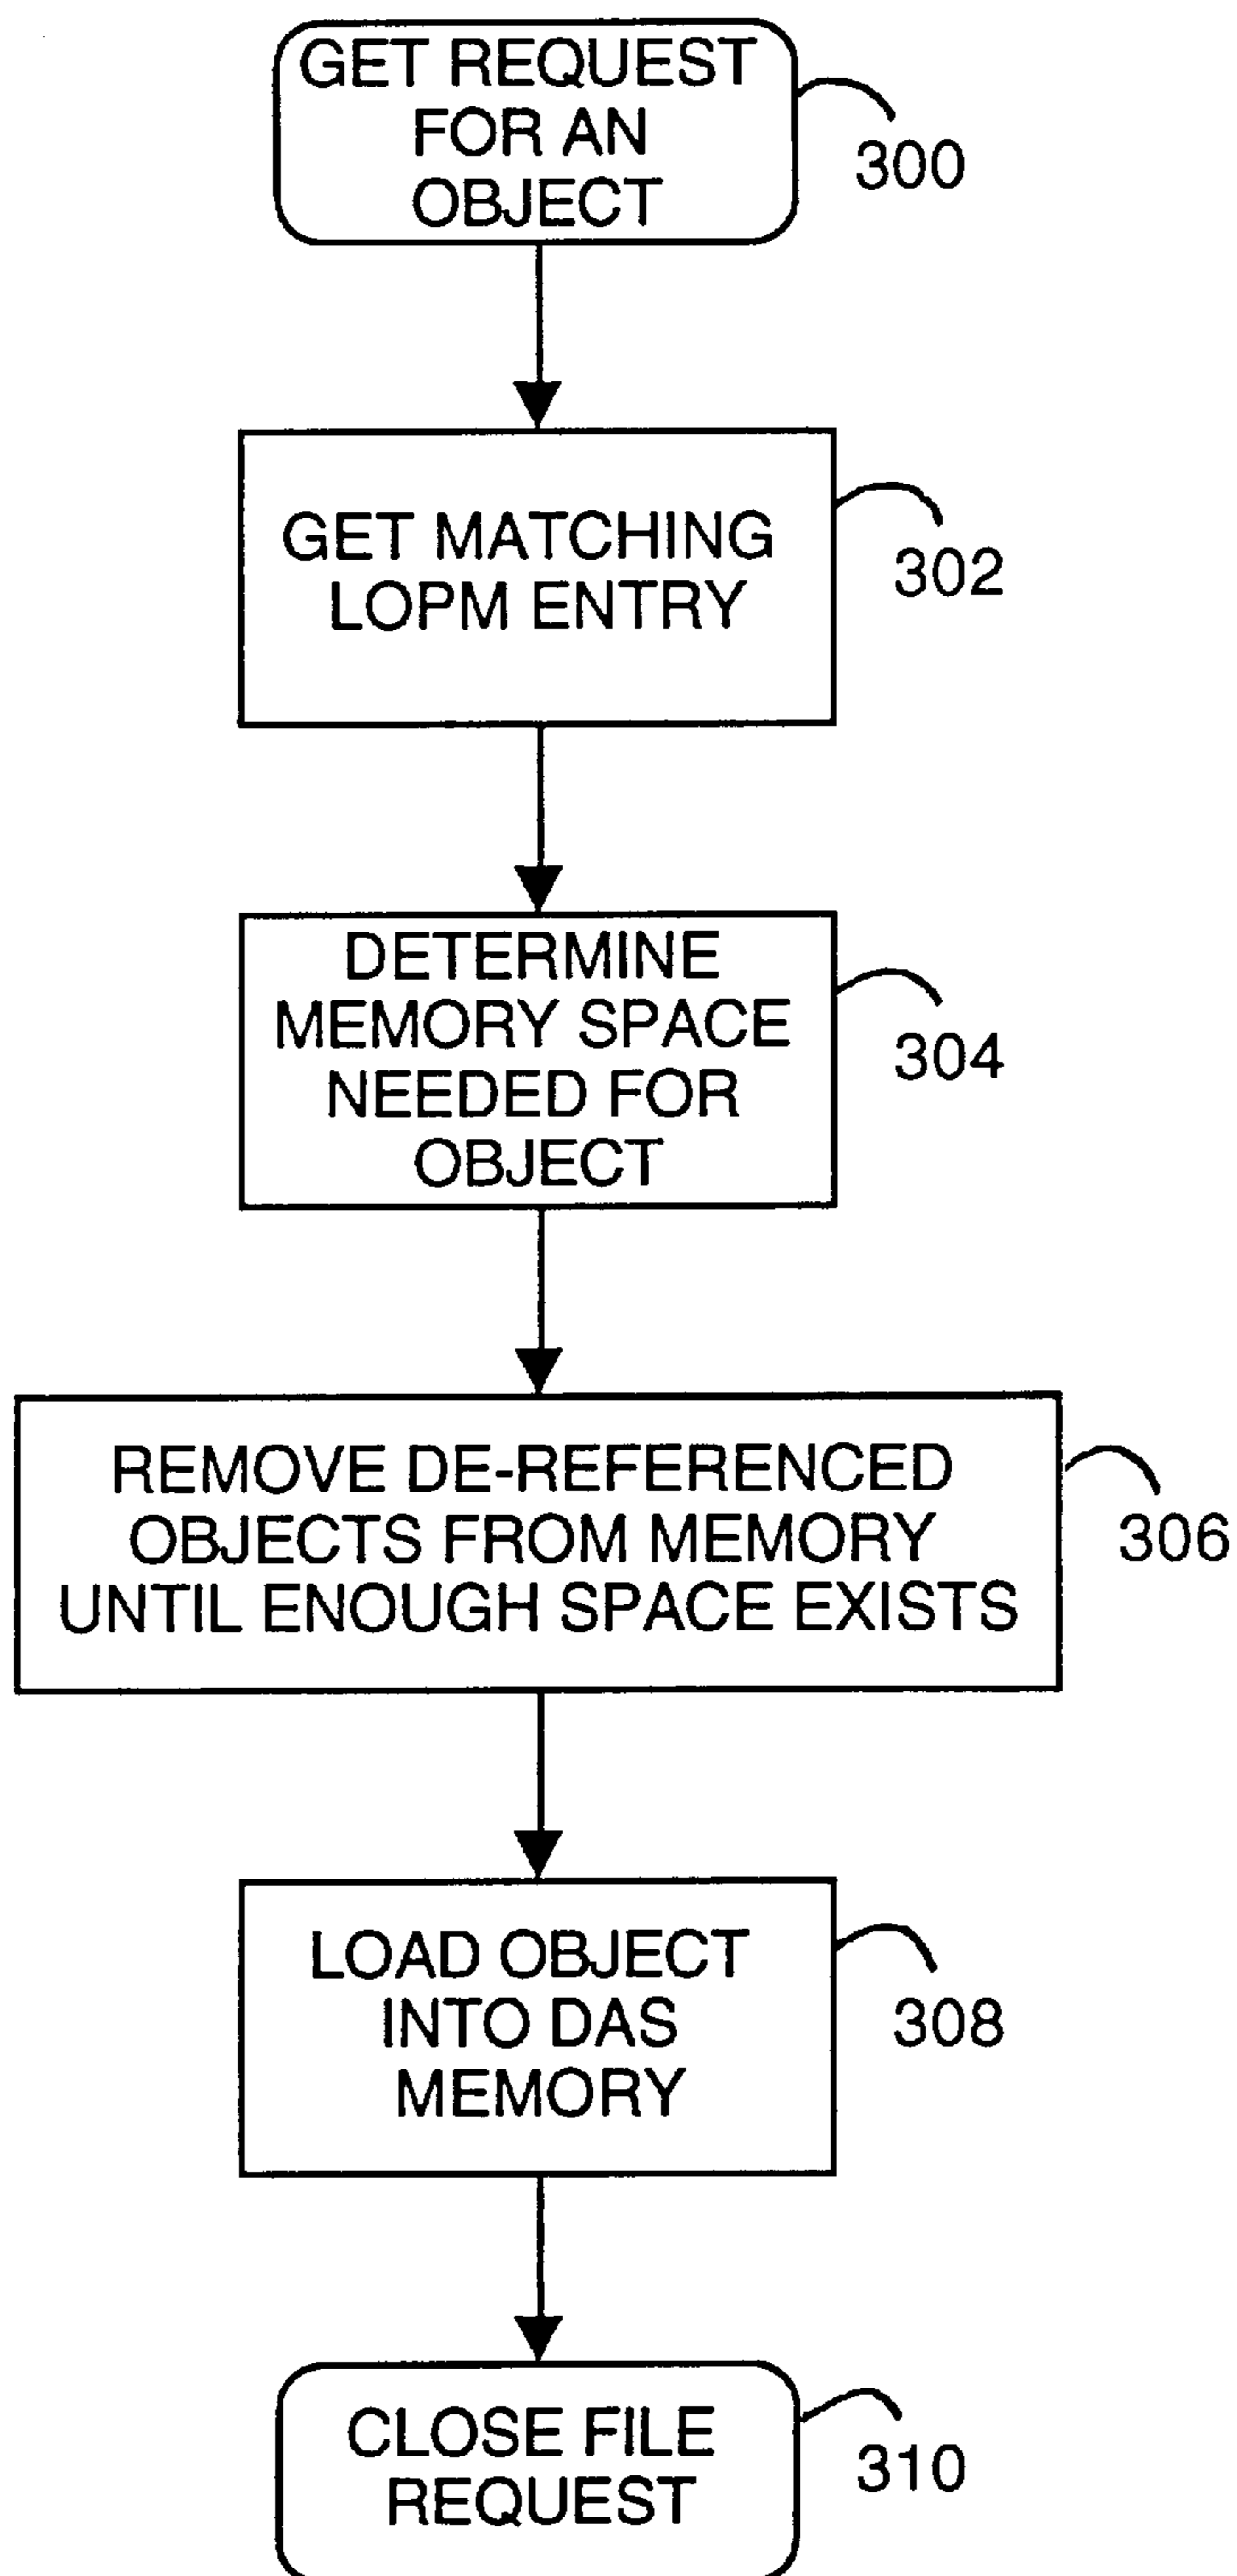 GET REQUEST
FOR AN
OBJECT
300
GET MATCHING
LOPM ENTRY
302
DETERMINE
MEMORY SPACE
NEEDED FOR
OBJECT
304
REMOVE DE-REFERENCED
OBJECTS FROM MEMORY
UNTIL ENOUGH SPACE EXISTS
306
LOAD OBJECT
INTO DAS
MEMORY
308
CLOSE FILE
REQUEST
310